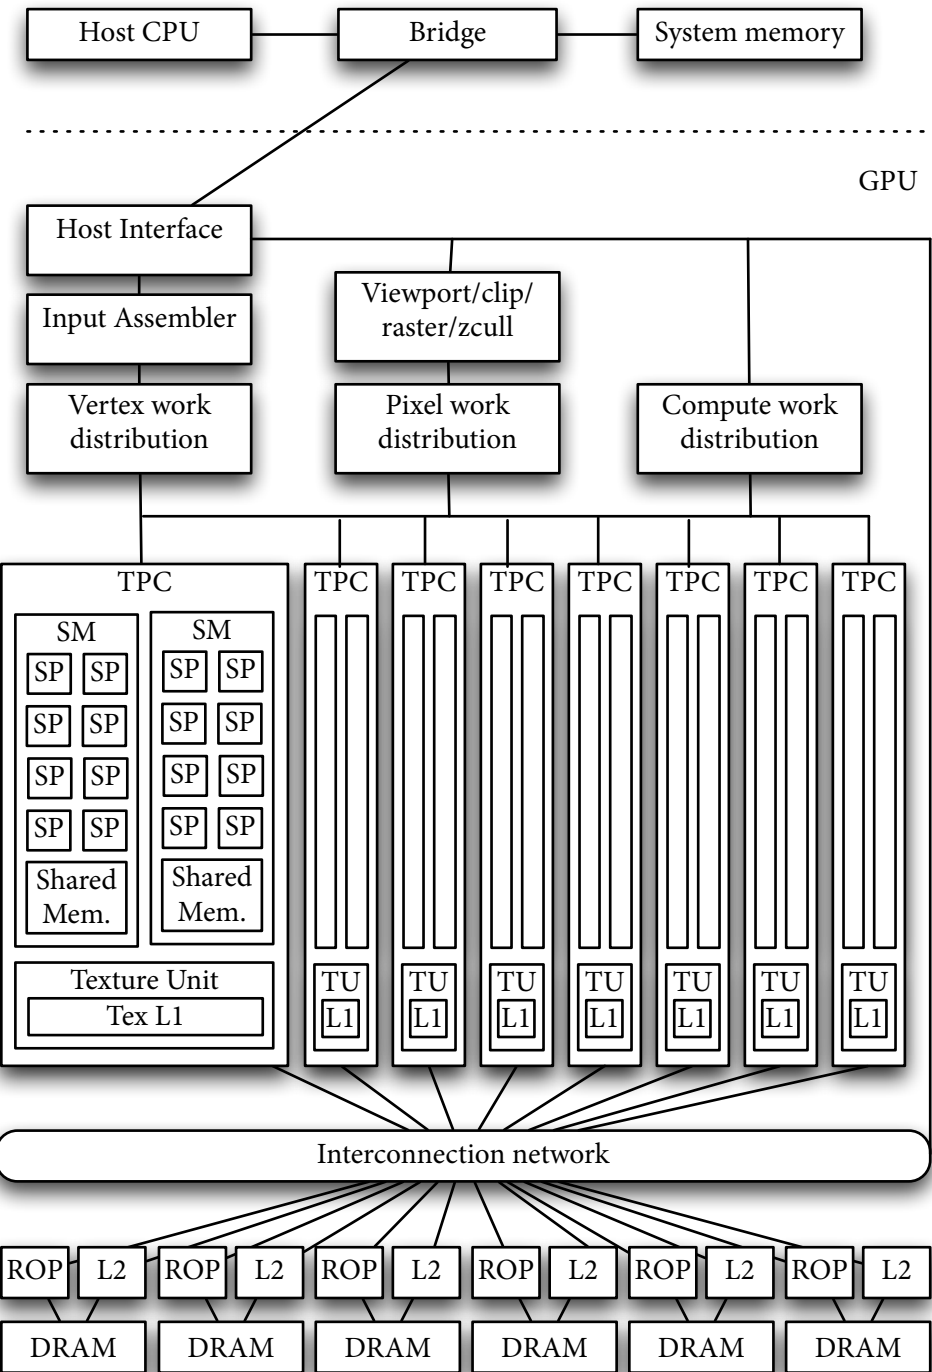 Host CPU
Bridge
System memory
GPU
Host Interface
Viewport/clip/
raster/zcull
Input Assembler
Vertex work
distribution
Pixel work
distribution
Compute work
distribution
TPC
TPC
TPC
TPC
TPC
TPC
TPC
TPC
SM
SP SP
SP SP
SP SP
SP SP
Shared
Mem.
SM
SP SP
SP SP
SP SP
SP SP
Shared
Mem.
Texture Unit
Tex L1
TU
L1
TU
L1
TU
L1
TU
L1
TU
L1
TU
L1
TU
L1
Interconnection network
ROP
L2
ROP
L2
ROP
L2
ROP
L2
ROP
L2
ROP
L2
DRAM
DRAM
DRAM
DRAM
DRAM
DRAM